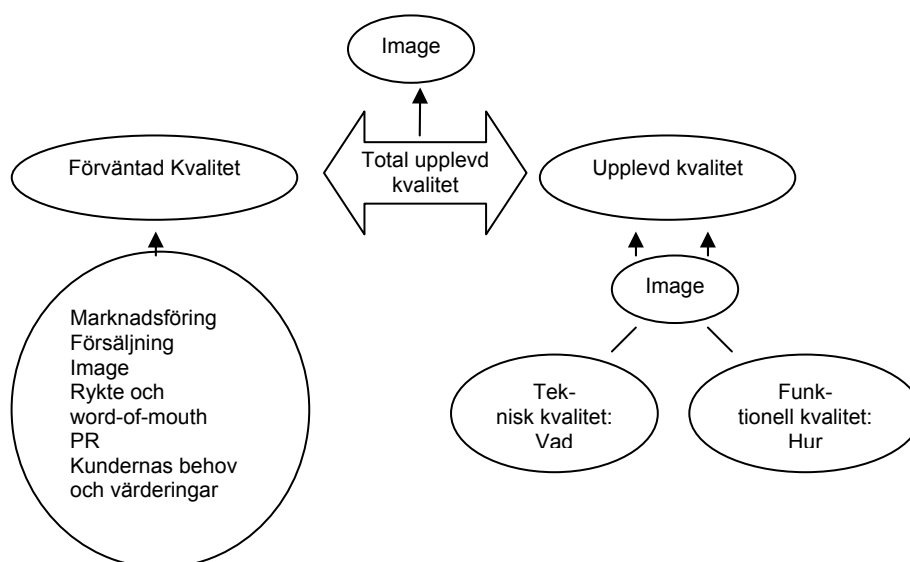 Image
Förväntad Kvalitet
Total upplevd
kvalitet
Upplevd kvalitet
Image
Marknadsföring
Försäljning
Image
Rykte och
word-of-mouth
PR
Kundernas behov
och värderingar
Tek-
nisk kvalitet:
Vad
Funk-
tionell kvalitet:
Hur